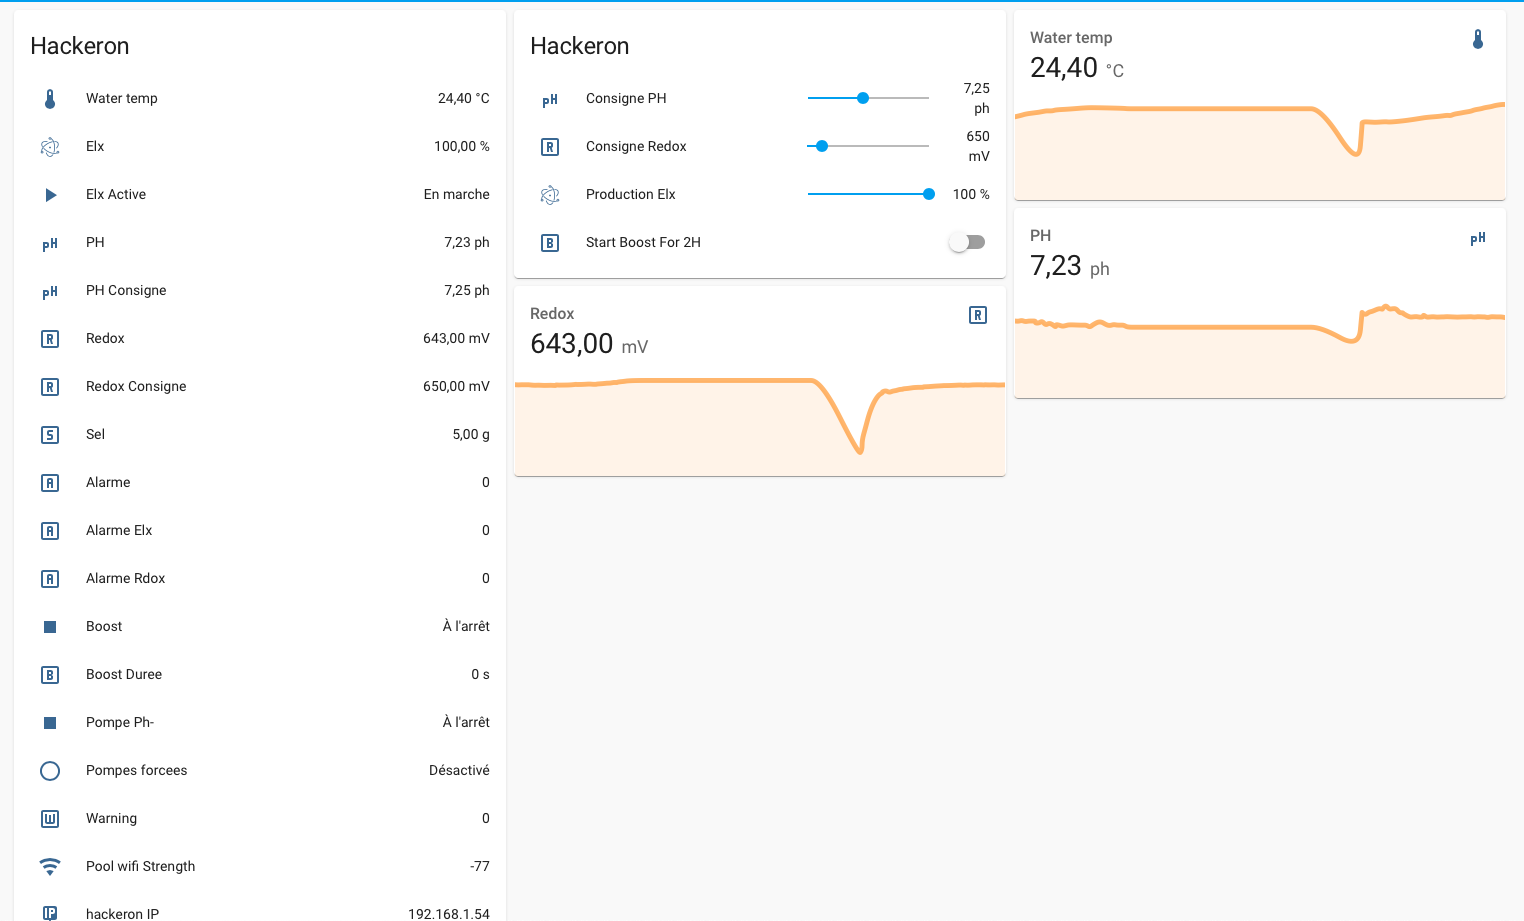 Hackeron
Water temp 24,40 °C
Elx 100,00 %
Elx Active En marche
PH 7,23 ph
PH Consigne 7,25 ph
R Redox 643,00 mV
R Redox Consigne 650,00 mV
S Sel 5,00 g
A Alarme 0
A Alarme Elx 0
A Alarme Rdox 0
Boost À l'arrêt
B Boost Duree 0 s
Pompe Ph- À l'arrêt
Pompes forcees Désactivé
W Warning 0
Pool wifi Strength -77
IP hackeron IP 192.168.1.54
Hackeron
pH Consigne PH 7,25
ph
R Consigne Redox 650
mV
Production Elx 100 %
B Start Boost For 2H
Redox R
643,00 mV
Water temp
24,40 °C
PH pH
7,23 ph